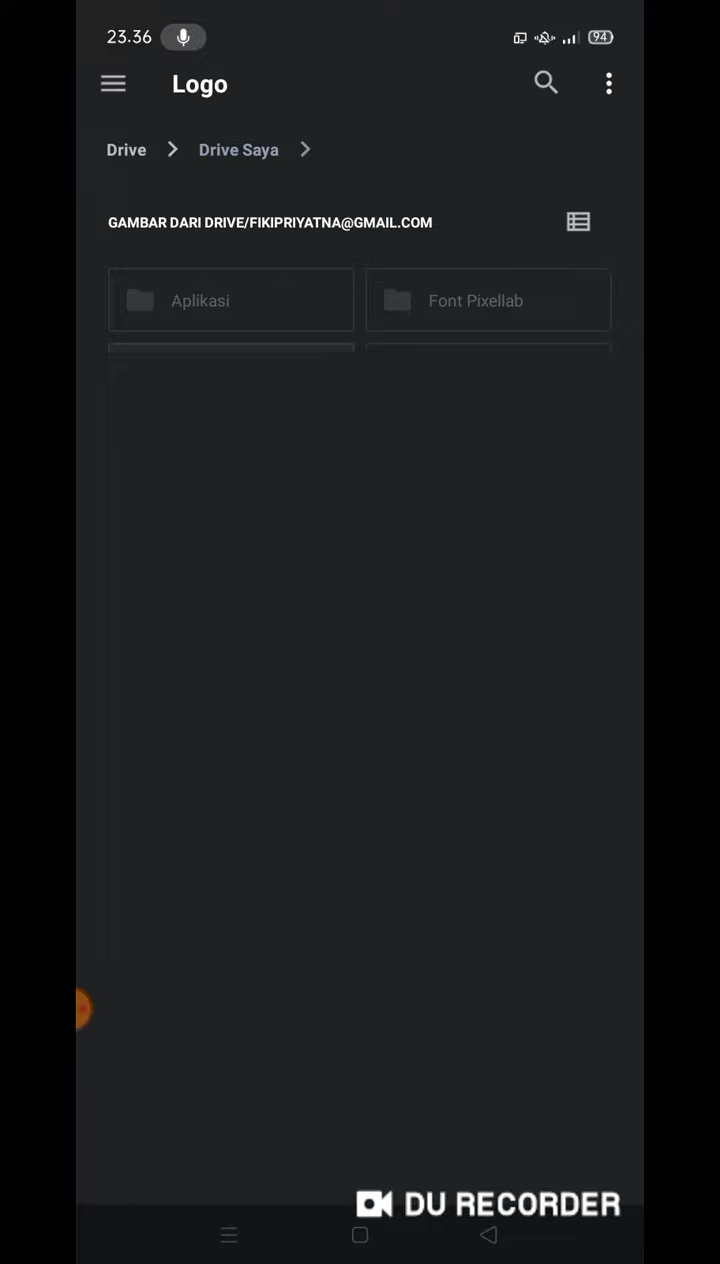 23.36
94
Logo
Drive
Drive Saya
GAMBAR DARI DRIVE/FIKIPRIYATNA@GMAIL.COM
Aplikasi
Font Pixellab
DU RECORDER